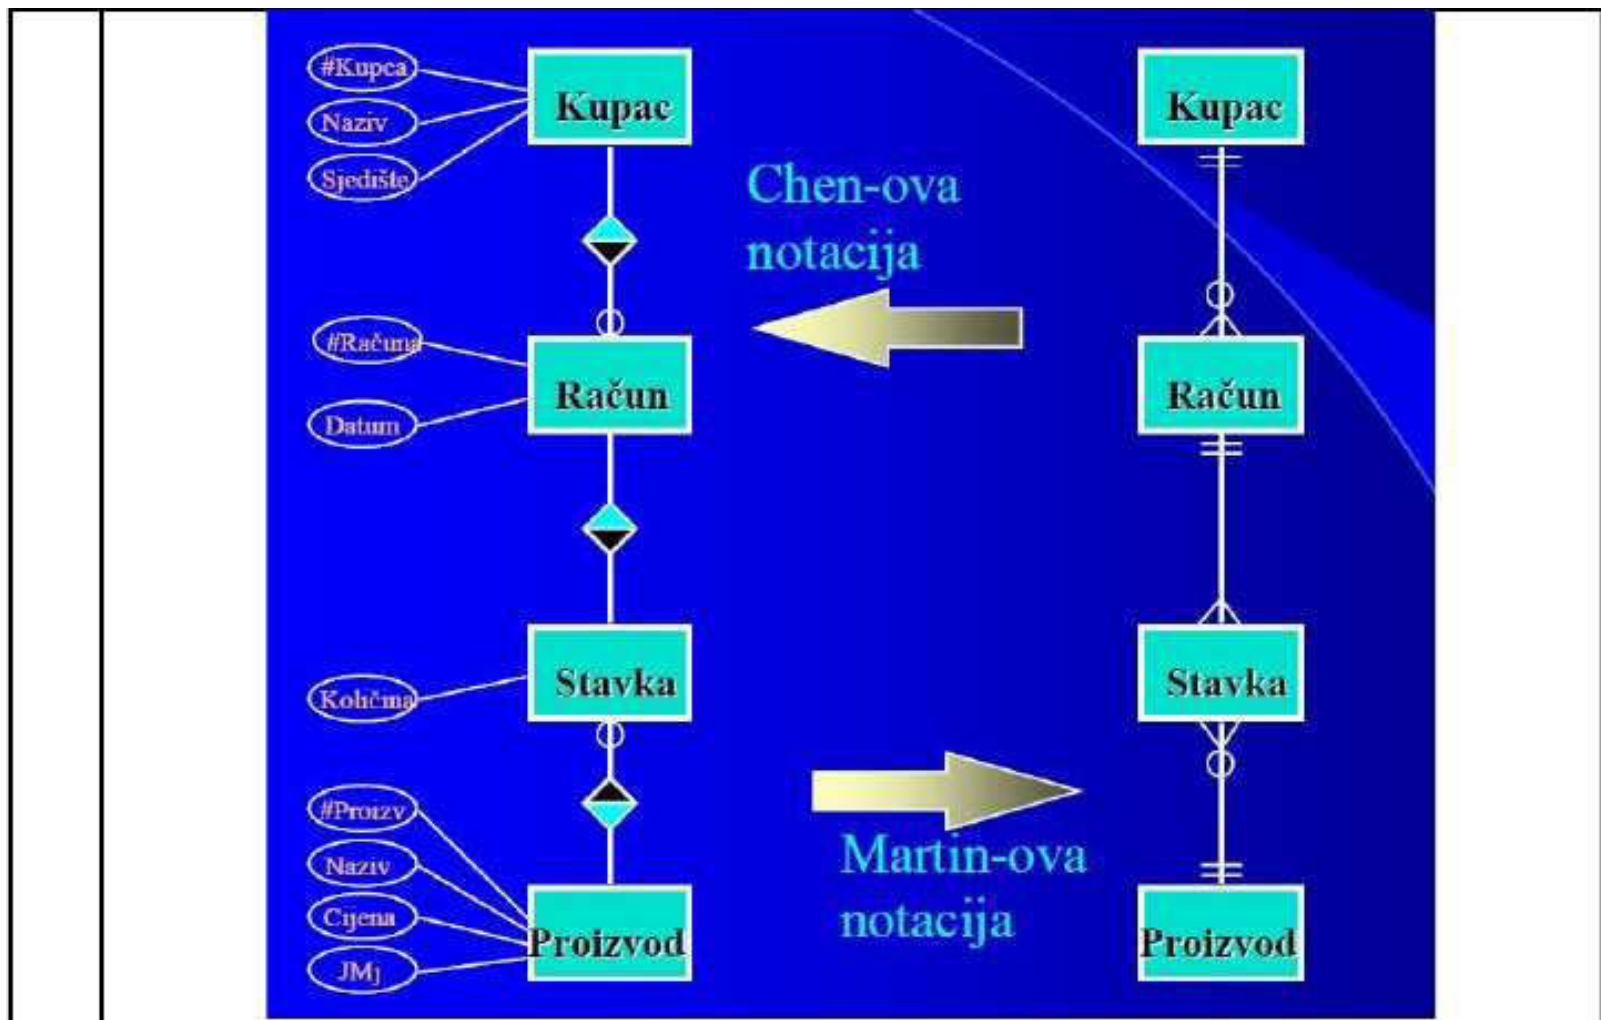 #Kupca
Naziv
Sjedište
Kupac
Kupac
Chen-ova
notacija
#Računa
Datum
Račun
Račun
Količina
Stavka
Stavka
#Proizv
Naziv
Cijena
JMj
Proizvod
Martin-ova
notacija
Proizvod